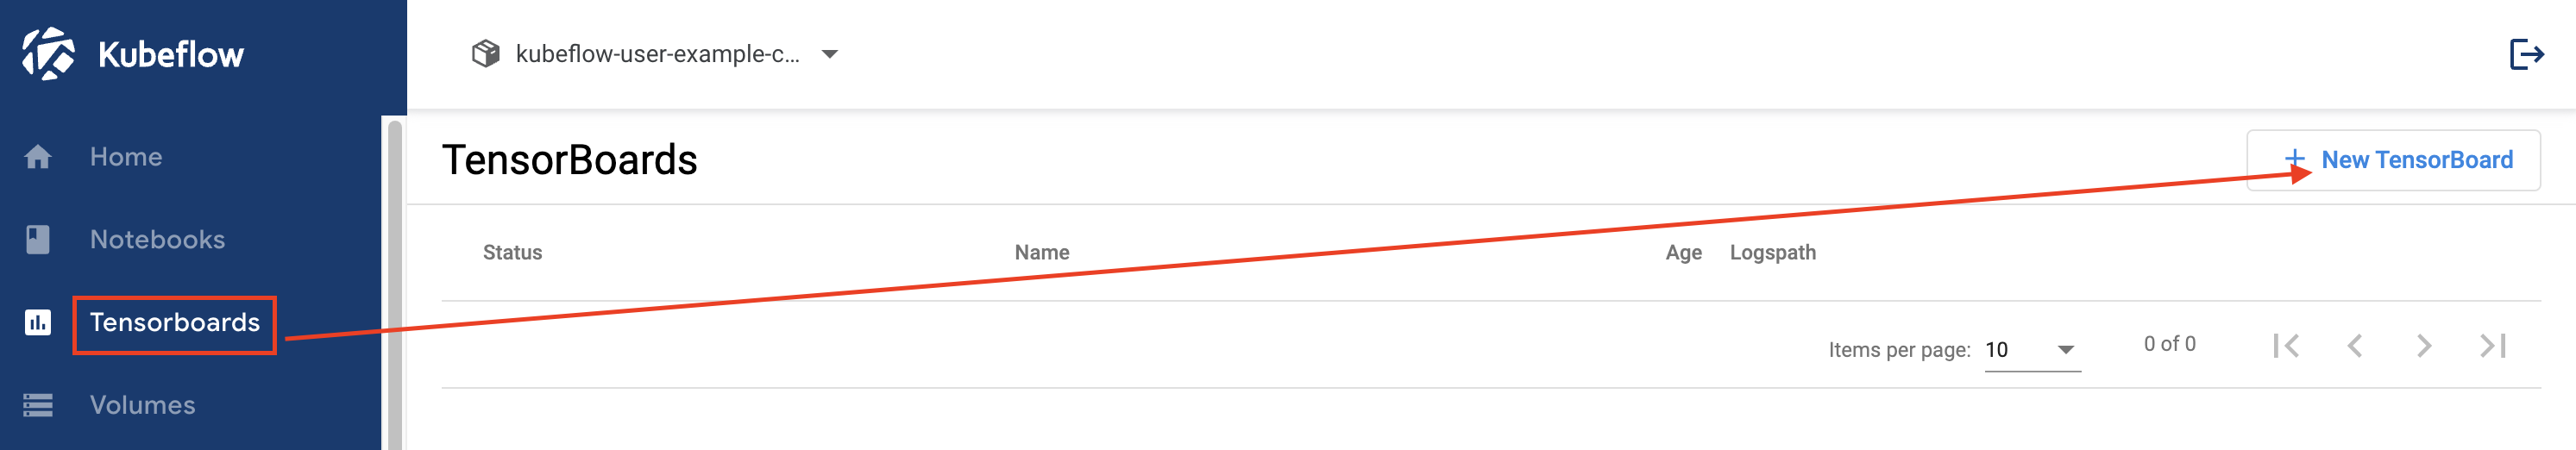 Kubeflow
kubeflow-user-example-c...
Home
Notebooks
Tensorboards
Volumes
TensorBoards
New TensorBoard
Status Name Age Logspath
Items per page: 10 0 of 0